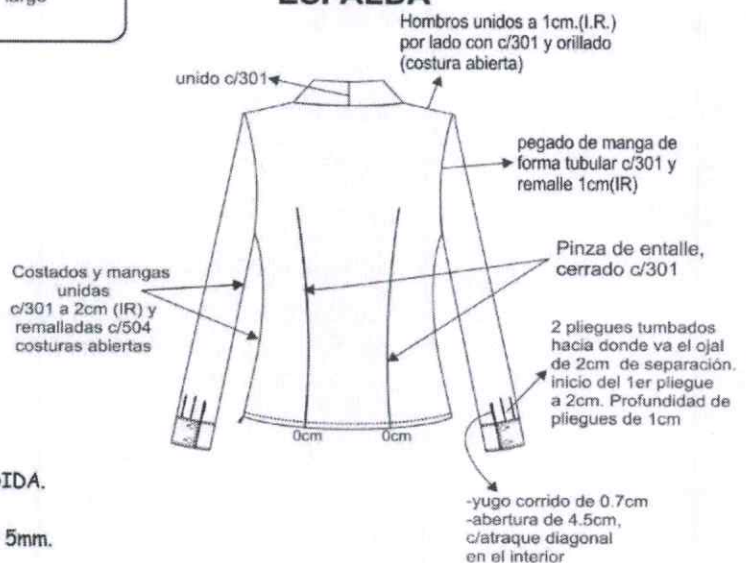 largo
ESPALDA
Hombros unidos a 1cm.(I.R.)
por lado con c/301 y orillado
(costura abierta)
unido c/301
pegado de manga de
forma tubular c/301 y
remalle 1cm(IR)
Pinza de entalle,
cerrado c/301
Costados y mangas
unidas
c/301 a 2cm (IR) y
remalladas c/504
costuras abiertas
2 pliegues tumbados
hacia donde va el ojal
de 2cm de separación.
inicio del 1er pliegue
a 2cm. Profundidad de
pliegues de 1cm
0cm 0cm
IDA.
5mm.
-yugo corrido de 0.7cm
-abertura de 4.5cm,
c/atraque diagonal
en el interior